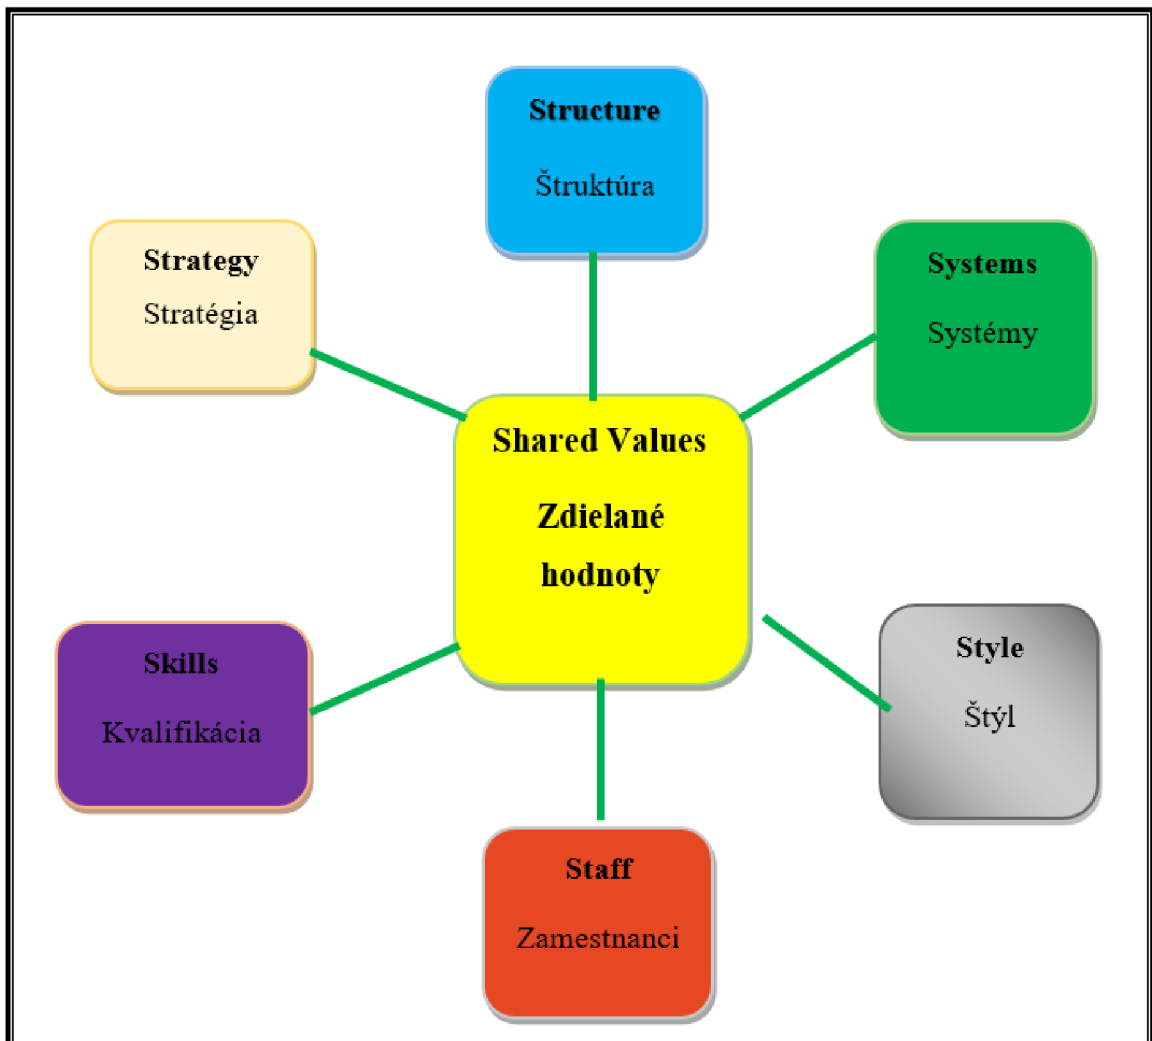 Structure
Štruktúra
Strategy
Stratégia
Systems
Systémy
Shared Values
Zdielané
hodnoty
Skills
Kvalifikácia
Style
Štýl
Staff
Zamestnanci